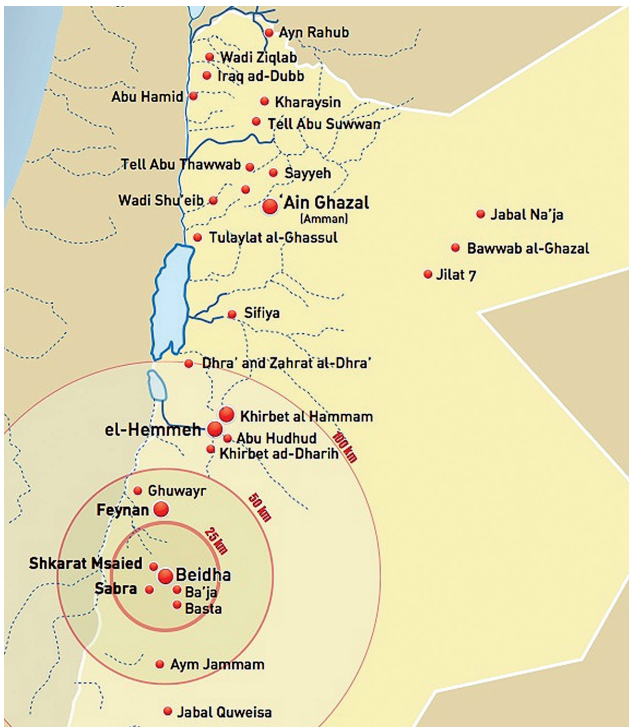 Ayn Rahub
Wadi Ziqlab
Iraq ad-Dubb
Abu Hamid
Kharaysin
Tell Abu Suwwan
Tell Abu Thawwab
Sayyeh
Wadi Shu'eib
'Ain Ghazal
(Amman)
Jabal Na'ja
Tulaylat al-Ghassul
Bawwab al-Ghazal
Jilat 7
Sifiya
Dhra' and Zahrat al-Dhra'
Khirbet al Hammam
el-Hemmeh
Abu Hudhud
100 km
Khirbet ad-Dharih
Ghuwayr
50 km
Feynan
25 km
Shkarat Msaied
Beidha
Sabra
Ba'ja
Basta
Aym Jammam
Jabal Quweisa